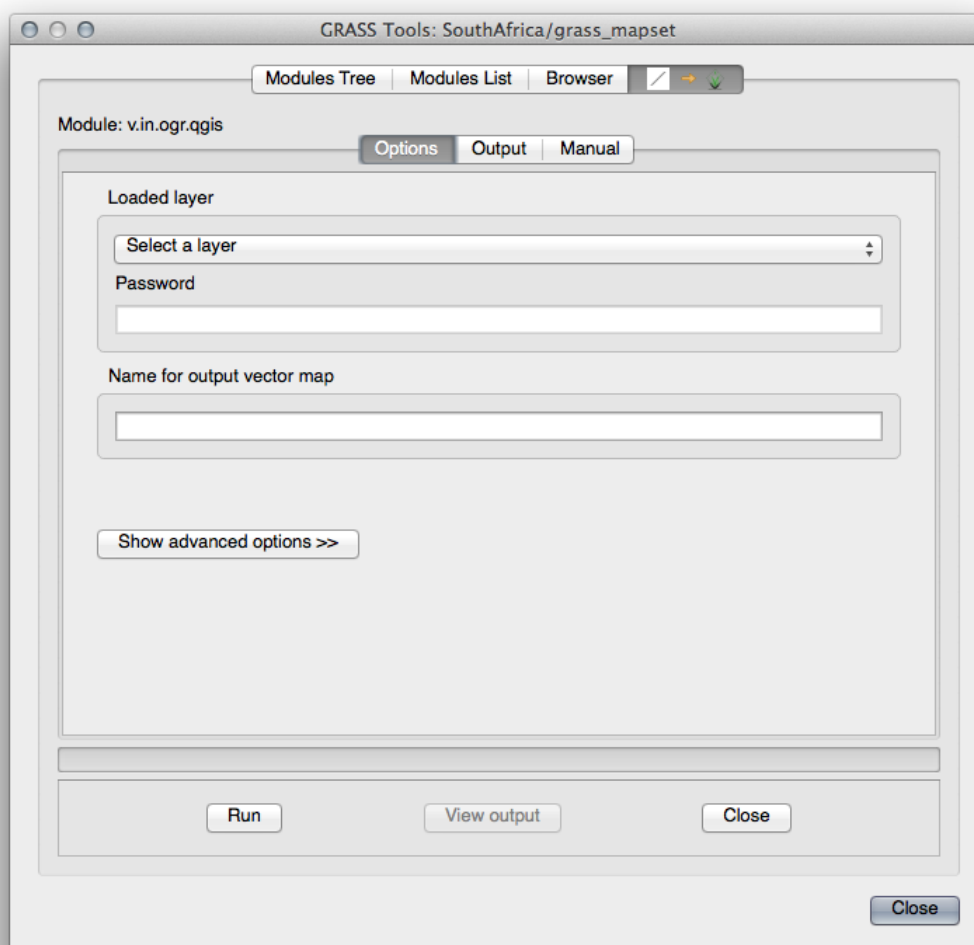 GRASS Tools: SouthAfrica/grass_mapset
Modules Tree Modules List Browser
Module: v.in.ogr.qgis
Options Output Manual
Loaded layer
Select a layer
Password
Name for output vector map
Show advanced options >>
Run View output Close
Close